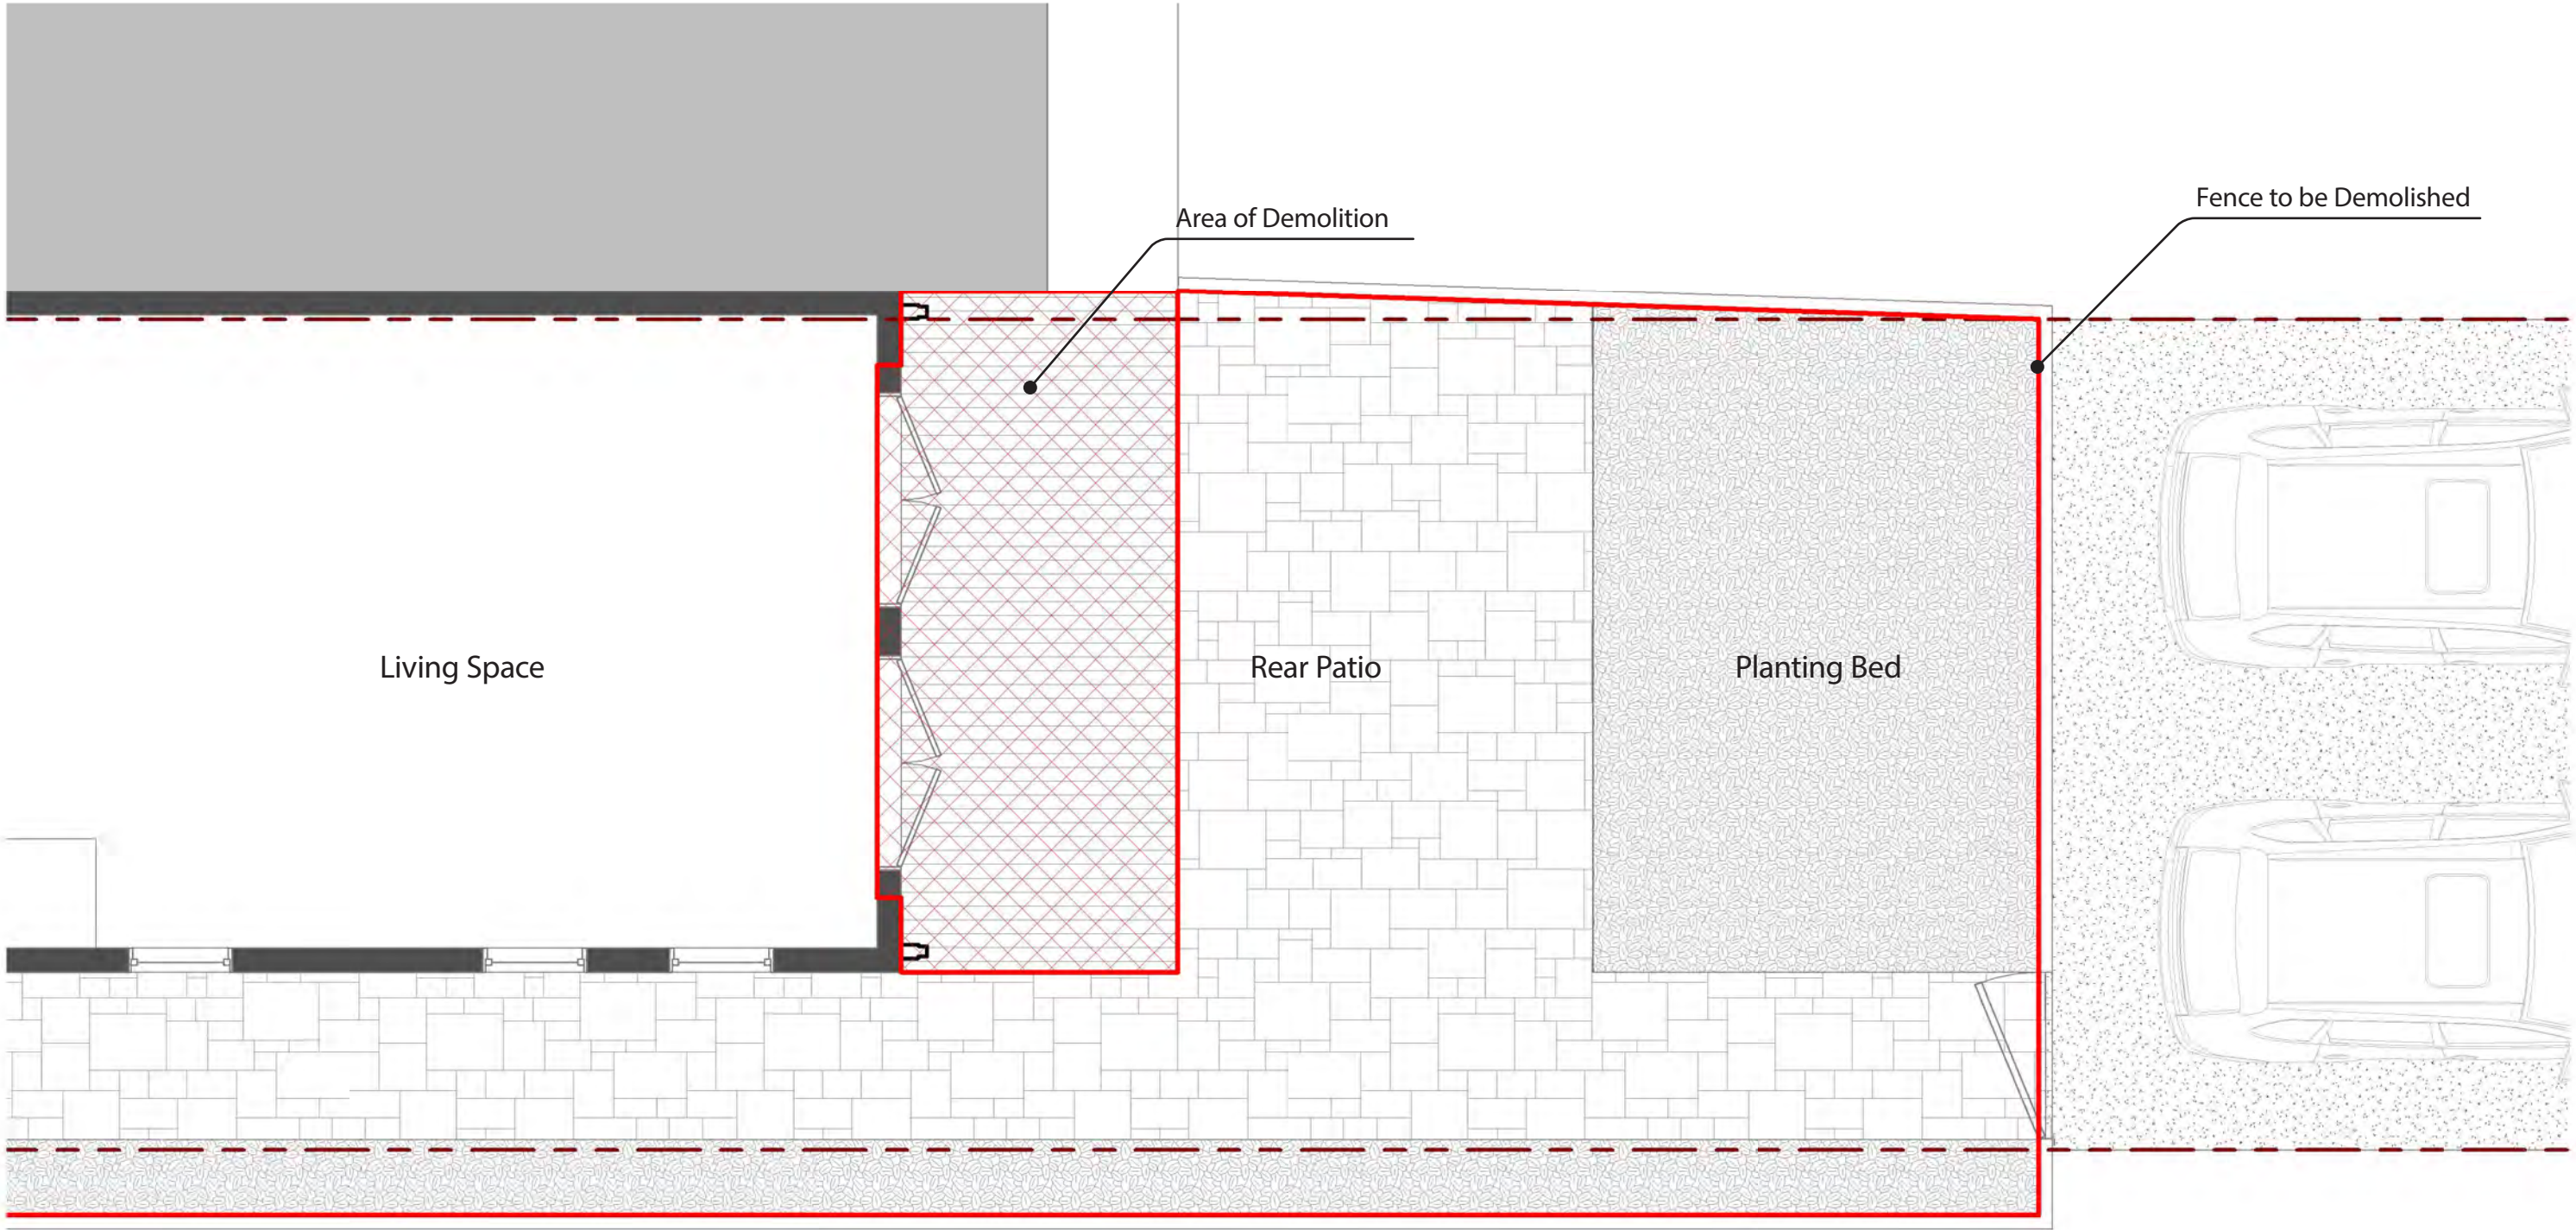 Fence to be Demolished
Area of Demolition
Living Space
Rear Patio
Planting Bed